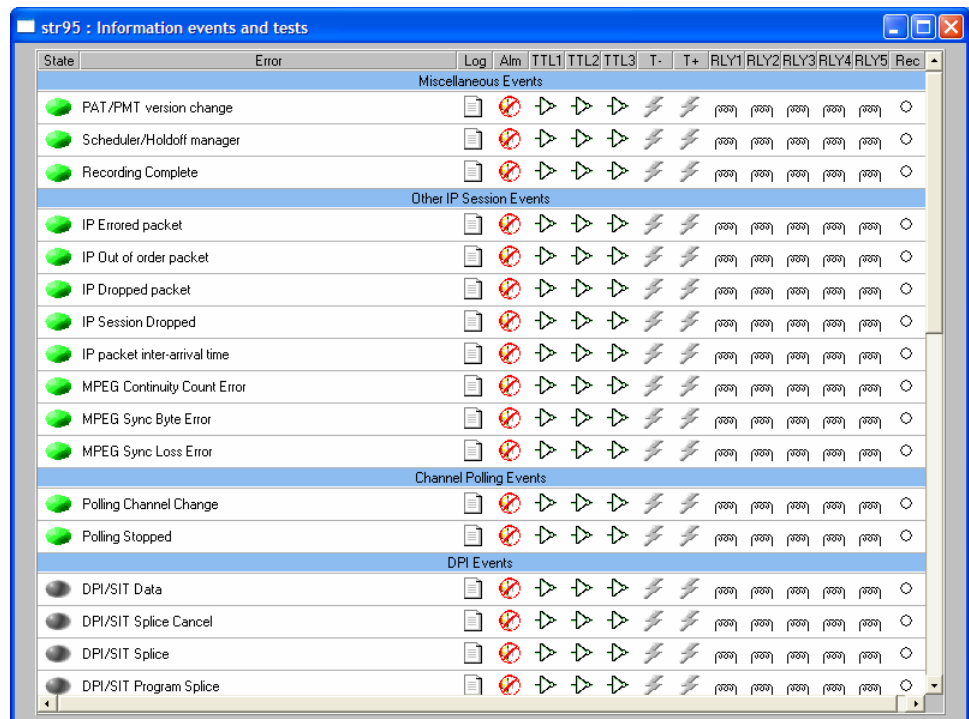 str95 : Information events and tests
State Error Log Alm TTL1 TTL2 TTL3 T- T+ RLY1 RLY2 RLY3 RLY4 RLY5 Rec
Miscellaneous Events
PAT/PMT version change
Scheduler/Holdoff manager
Recording Complete
Other IP Session Events
IP Errored packet
IP Out of order packet
IP Dropped packet
IP Session Dropped
IP packet inter-arrival time
MPEG Continuity Count Error
MPEG Sync Byte Error
MPEG Sync Loss Error
Channel Polling Events
Polling Channel Change
Polling Stopped
DPI Events
DPI/SIT Data
DPI/SIT Splice Cancel
DPI/SIT Splice
DPI/SIT Program Splice